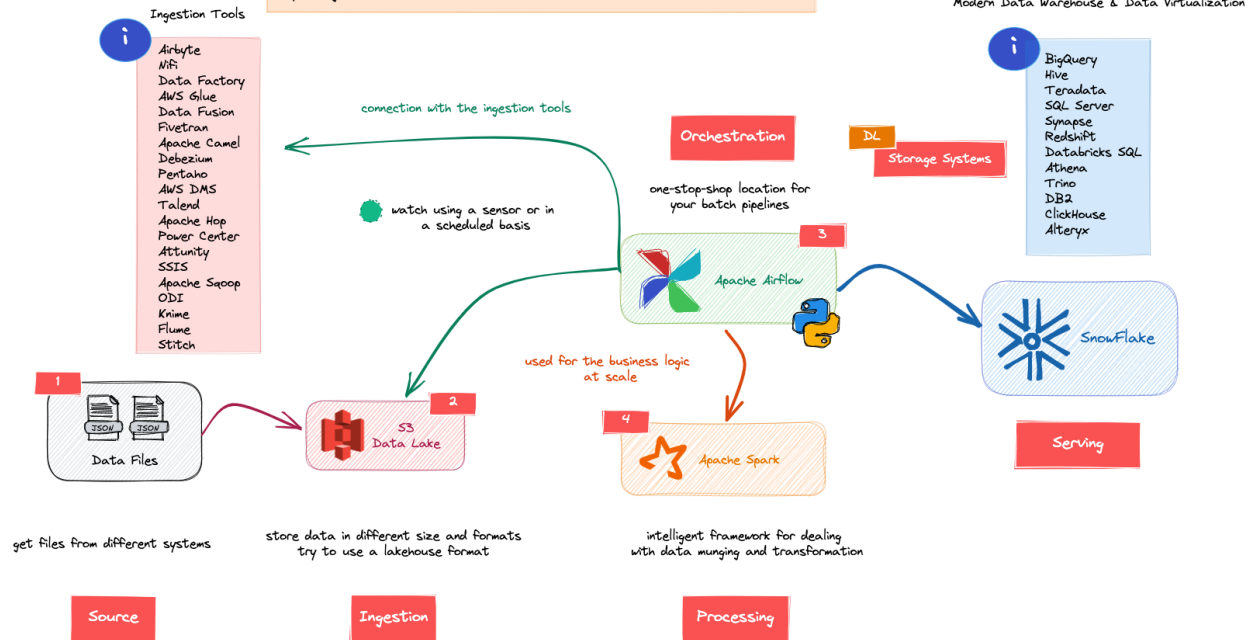 Modern Data Warehouse & Data Virtualization
Ingestion Tools
i
Airbyte
Nifi
Data Factory
AWS Glue
Data Fusion
Fivetran
Apache Camel
Debezium
Pentaho
AWS DMS
Talend
Apache Hop
Power Center
Attunity
SSIS
Apache Sqoop
ODI
Knime
Flume
Stitch
connection with the ingestion tools
watch using a sensor or in
a scheduled basis
Orchestration
one-stop-shop location for
your batch pipelines
3
Apache Airflow
DL
Storage Systems
i
BigQuery
Hive
Teradata
SQL Server
Synapse
Redshift
Databricks SQL
Athena
Trino
DB2
ClickHouse
Alteryx
SnowFlake
Serving
used for the business logic
at scale
1
JSON
JSON
Data Files
2
S3
Data Lake
4
Apache Spark
get files from different systems
store data in different size and formats
try to use a lakehouse format
intelligent framework for dealing
with data munging and transformation
Source
Ingestion
Processing